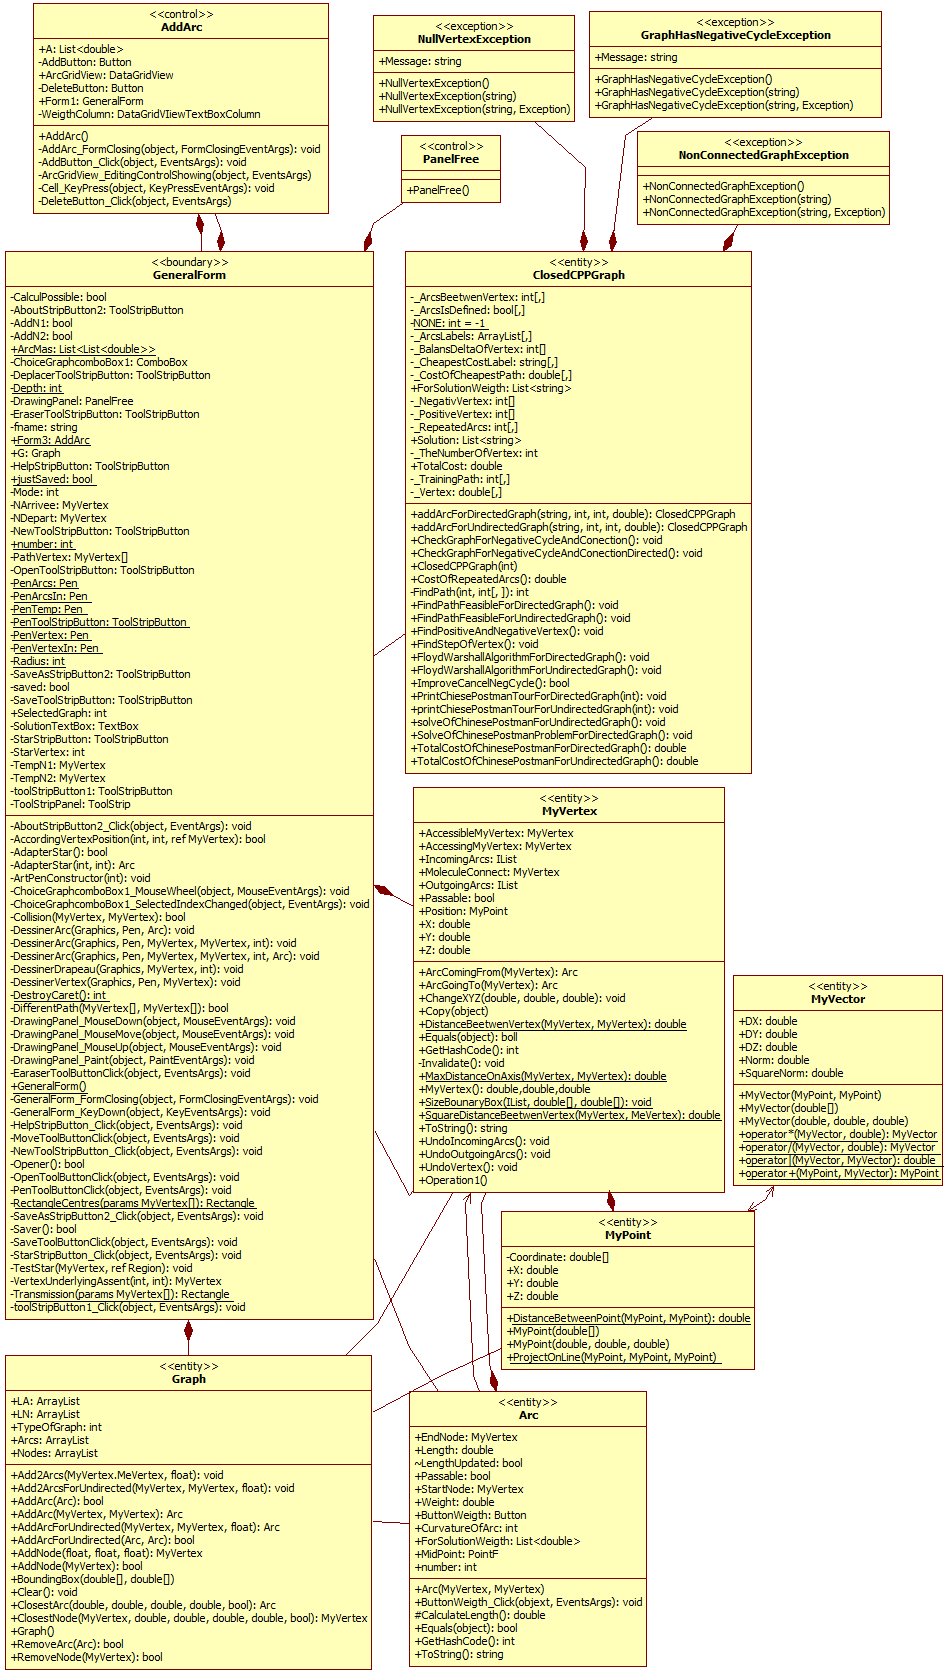 <<control>>
AddArc
+A: List<double>
-AddButton: Button
+ArcGridView: DataGridView
-DeleteButton: Button
+Form1: GeneralForm
-WeigthColumn: DataGridVIiewTextBoxColumn
+AddArc()
-AddArc_FormClosing(object, FormClosingEventArgs): void
-AddButton_Click(object, EventsArgs): void
-ArcGridView_EditingControlShowing(object, EventsArgs)
-Cell_KeyPress(object, KeyPressEventArgs): void
-DeleteButton_Click(object, EventsArgs)
<<exception>>
NullVertexException
+Message: string
+NullVertexException()
+NullVertexException(string)
+NullVertexException(string, Exception)
<<exception>>
GraphHasNegativeCycleException
+Message: string
+GraphHasNegativeCycleException()
+GraphHasNegativeCycleException(string)
+GraphHasNegativeCycleException(string, Exception)
<<control>>
PanelFree
+PanelFree()
<<exception>>
NonConnectedGraphException
+NonConnectedGraphException()
+NonConnectedGraphException(string)
+NonConnectedGraphException(string, Exception)
<<boundary>>
GeneralForm
-CalculPossible: bool
-AboutStripButton2: ToolStripButton
-AddN1: bool
-AddN2: bool
+ArcMas: List<List<double>>
-ChoiceGraphcomboBox1: ComboBox
-DeplacerToolStripButton: ToolStripButton
-Depth: int
-DrawingPanel: PanelFree
-EraserToolStripButton: ToolStripButton
-fname: string
+Form3: AddArc
+G: Graph
-HelpStripButton: ToolStripButton
+justSaved: bool
-Mode: int
-NArrivee: MyVertex
-NDepart: MyVertex
-NewToolStripButton: ToolStripButton
+number: int
-PathVertex: MyVertex[]
-OpenToolStripButton: ToolStripButton
-PenArcs: Pen
-PenArcsIn: Pen
-PenTemp: Pen
-PenToolStripButton: ToolStripButton
-PenVertex: Pen
-PenVertexIn: Pen
-Radius: int
-SaveAsStripButton2: ToolStripButton
-saved: bool
-SaveToolStripButton: ToolStripButton
+SelectedGraph: int
-SolutionTextBox: TextBox
-StarStripButton: ToolStripButton
-StarVertex: int
-TempN1: MyVertex
-TempN2: MyVertex
-toolStripButton1: ToolStripButton
-ToolStripPanel: ToolStrip
-AboutStripButton2_Click(object, EventArgs): void
-AccordingVertexPosition(int, int, ref MyVertex): bool
-AdapterStar(): bool
-AdapterStar(int, int): Arc
-ArtPenConstructor(int): void
-ChoiceGraphcomboBox1_MouseWheel(object, MouseEventArgs): void
-ChoiceGraphcomboBox1_SelectedIndexChanged(object, EventArgs): void
-Collision(MyVertex, MyVertex): bool
-DessinerArc(Graphics, Pen, Arc): void
-DessinerArc(Graphics, Pen, MyVertex, MyVertex, int): void
-DessinerArc(Graphics, Pen, MyVertex, MyVertex, int, Arc): void
-DessinerDrapeau(Graphics, MyVertex, int): void
-DessinerVertex(Graphics, Pen, MyVertex): void
-DestroyCaret(): int
-DifferentPath(MyVertex[], MyVertex[]): bool
-DrawingPanel_MouseDown(object, MouseEventArgs): void
-DrawingPanel_MouseMove(object, MouseEventArgs): void
-DrawingPanel_MouseUp(object, MouseEventArgs): void
-DrawingPanel_Paint(object, PaintEventArgs): void
-EaraserToolButtonClick(object, EventsArgs): void
+GeneralForm()
-GeneralForm_FormClosing(object, FormClosingEventArgs): void
-GeneralForm_KeyDown(object, KeyEventsArgs): void
-HelpStripButton_Click(object, EventsArgs): void
-MoveToolButtonClick(object, EventsArgs): void
-NewToolStripButton_Click(object, EventsArgs): void
-Opener(): bool
-OpenToolButtonClick(object, EventsArgs): void
-PenToolButtonClick(object, EventsArgs): void
-RectangleCentres(params MyVertex[]): Rectangle
-SaveAsStripButton2_Click(object, EventsArgs): void
-Saver(): bool
-SaveToolButtonClick(object, EventsArgs): void
-StarStripButton_Click(object, EventsArgs): void
-TestStar(MyVertex, ref Region): void
-VertexUnderlyingAssent(int, int): MyVertex
-Transmission(params MyVertex[]): Rectangle
-toolStripButton1_Click(object, EventsArgs): void
<<entity>>
ClosedCPPGraph
-_ArcsBeetwenVertex: int[,]
-_ArcsIsDefined: bool[,]
-NONE: int = -1
-_ArcsLabels: ArrayList[,]
-_BalansDeltaOfVertex: int[]
-_CheapestCostLabel: string[,]
-_CostOfCheapestPath: double[,]
+ForSolutionWeigth: List<string>
-_NegativVertex: int[]
-_PositiveVertex: int[]
-_RepeatedArcs: int[,]
+Solution: List<string>
-_TheNumberOfVertex: int
+TotalCost: double
-_TrainingPath: int[,]
-_Vertex: double[,]
+addArcForDirectedGraph(string, int, int, double): ClosedCPPGraph
+addArcForUndirectedGraph(string, int, int, double): ClosedCPPGraph
+CheckGraphForNegativeCycleAndConection(): void
+CheckGraphForNegativeCycleAndConectionDirected(): void
+ClosedCPPGraph(int)
+CostOfRepeatedArcs(): double
-FindPath(int, int[, ]): int
+FindPathFeasibleForDirectedGraph(): void
+FindPathFeasibleForUndirectedGraph(): void
+FindPositiveAndNegativeVertex(): void
+FindStepOfVertex(): void
+FloydWarshallAlgorithmForDirectedGraph(): void
+FloydWarshallAlgorithmForUndirectedGraph(): void
+ImproveCancelNegCycle(): bool
+PrintChiesePostmanTourForDirectedGraph(int): void
+printChiesePostmanTourForUndirectedGraph(int): void
+solveOfChinesePostmanForUndirectedGraph(): void
+SolveOfChinesePostmanProblemForDirectedGraph(): void
+TotalCostOfChinesePostmanForDirectedGraph(): double
+TotalCostOfChinesePostmanForUndirectedGraph(): double
<<entity>>
MyVertex
+AccessibleMyVertex: MyVertex
+AccessingMyVertex: MyVertex
+IncomingArcs: IList
+MoleculeConnect: MyVertex
+OutgoingArcs: IList
+Passable: bool
+Position: MyPoint
+X: double
+Y: double
+Z: double
+ArcComingFrom(MyVertex): Arc
+ArcGoingTo(MyVertex): Arc
+ChangeXYZ(double, double, double): void
+Copy(object)
+DistanceBeetwenVertex(MyVertex, MyVertex): double
+Equals(object): boll
+GetHashCode(): int
-Invalidate(): void
+MaxDistanceOnAxis(MyVertex, MyVertex): double
+MyVertex(): double,double,double
+SizeBounaryBox(IList, double[], double[]): void
+SquareDistanceBeetwenVertex(MyVertex, MeVertex): double
+ToString(): string
+UndoIncomingArcs(): void
+UndoOutgoingArcs(): void
+UndoVertex(): void
+Operation1()
<<entity>>
MyVector
+DX: double
+DY: double
+DZ: double
+Norm: double
+SquareNorm: double
+MyVector(MyPoint, MyPoint)
+MyVector(double[])
+MyVector(double, double, double)
+operator*(MyVector, double): MyVector
+operator/(MyVector, double): MyVector
+operator|(MyVector, MyVector): double
+operator+(MyPoint, MyVector): MyPoint
<<entity>>
MyPoint
-Coordinate: double[]
+X: double
+Y: double
+Z: double
+DistanceBetweenPoint(MyPoint, MyPoint): double
+MyPoint(double[])
+MyPoint(double, double, double)
+ProjectOnLine(MyPoint, MyPoint, MyPoint)
<<entity>>
Graph
+LA: ArrayList
+LN: ArrayList
+TypeOfGraph: int
+Arcs: ArrayList
+Nodes: ArrayList
+Add2Arcs(MyVertex.MeVertex, float): void
+Add2ArcsForUndirected(MyVertex, MyVertex, float): void
+AddArc(Arc): bool
+AddArc(MyVertex, MyVertex): Arc
+AddArcForUndirected(MyVertex, MyVertex, float): Arc
+AddArcForUndirected(Arc, Arc): bool
+AddNode(float, float, float): MyVertex
+AddNode(MyVertex): bool
+BoundingBox(double[], double[])
+Clear(): void
+ClosestArc(double, double, double, double, bool): Arc
+ClosestNode(MyVertex, double, double, double, double, bool): MyVertex
+Graph()
+RemoveArc(Arc): bool
+RemoveNode(MyVertex): bool
<<entity>>
Arc
+EndNode: MyVertex
+Length: double
~LengthUpdated: bool
+Passable: bool
+StartNode: MyVertex
+Weight: double
+ButtonWeigth: Button
+CurvatureOfArc: int
+ForSolutionWeigth: List<double>
+MidPoint: PointF
+number: int
+Arc(MyVertex, MyVertex)
+ButtonWeigth_Click(objext, EventsArgs): void
#CalculateLength(): double
+Equals(object): bool
+GetHashCode(): int
+ToString(): string